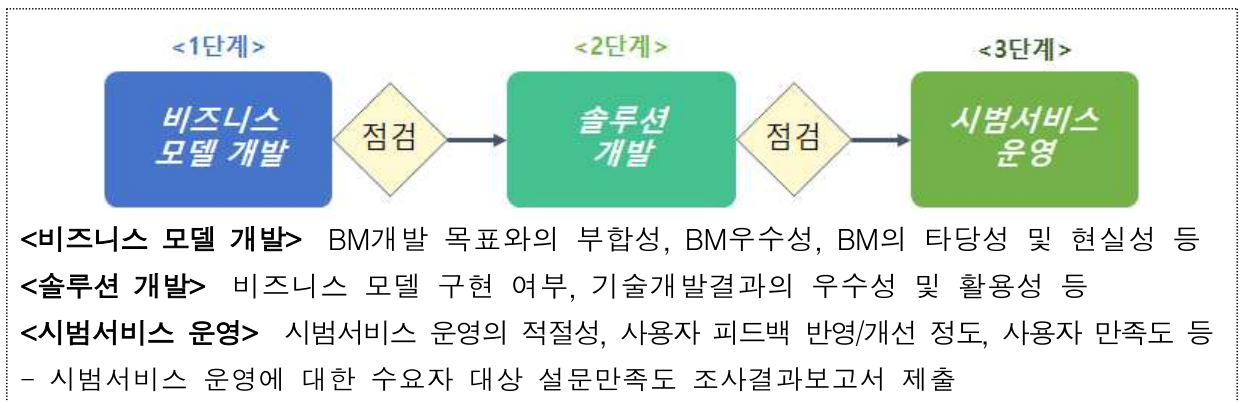 <1단계>
<2단계>
<3단계>
비즈니스
모델 개발
점검
솔루션
개발
점검
시범서비스
운영
<비즈니스 모델 개발> BM개발 목표와의 부합성, BM우수성, BM의 타당성 및 현실성 등
<솔루션 개발> 비즈니스 모델 구현 여부, 기술개발결과의 우수성 및 활용성 등
<시범서비스 운영> 시범서비스 운영의 적절성, 사용자 피드백 반영/개선 정도, 사용자 만족도 등
- 시범서비스 운영에 대한 수요자 대상 설문만족도 조사결과보고서 제출